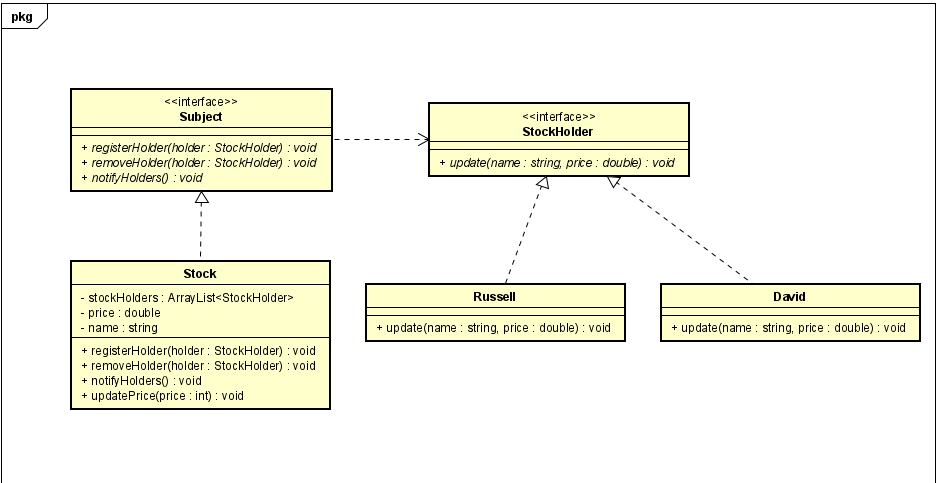 pkg
<<interface>>
Subject
+ registerHolder(holder : StockHolder) : void
+ removeHolder(holder : StockHolder) : void
+ notifyHolders() : void
<<interface>>
StockHolder
+ update(name : string, price : double) : void
Stock
- stockHolders : ArrayList<StockHolder>
- price : double
- name : string
+ registerHolder(holder : StockHolder) : void
+ removeHolder(holder : StockHolder) : void
+ notifyHolders() : void
+ updatePrice(price : int) : void
Russell
+ update(name : string, price : double) : void
David
+ update(name : string, price : double) : void